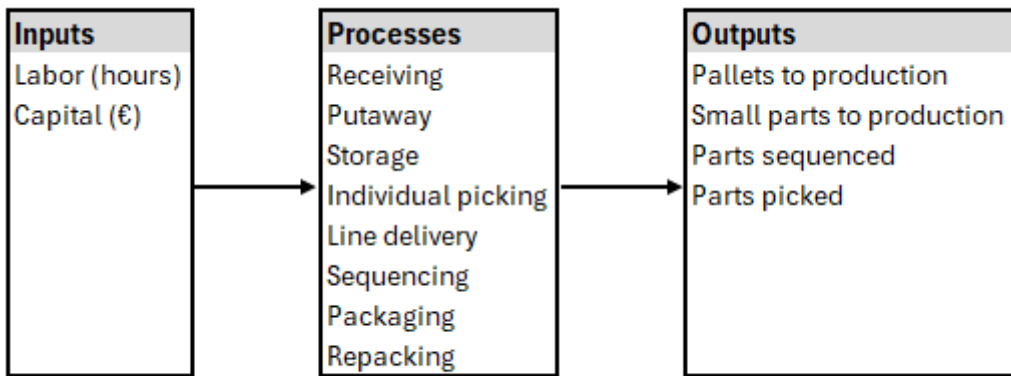 Inputs
Labor (hours)
Capital (€)
Processes
Receiving
Putaway
Storage
Individual picking
Line delivery
Sequencing
Packaging
Repacking
Outputs
Pallets to production
Small parts to production
Parts sequenced
Parts picked